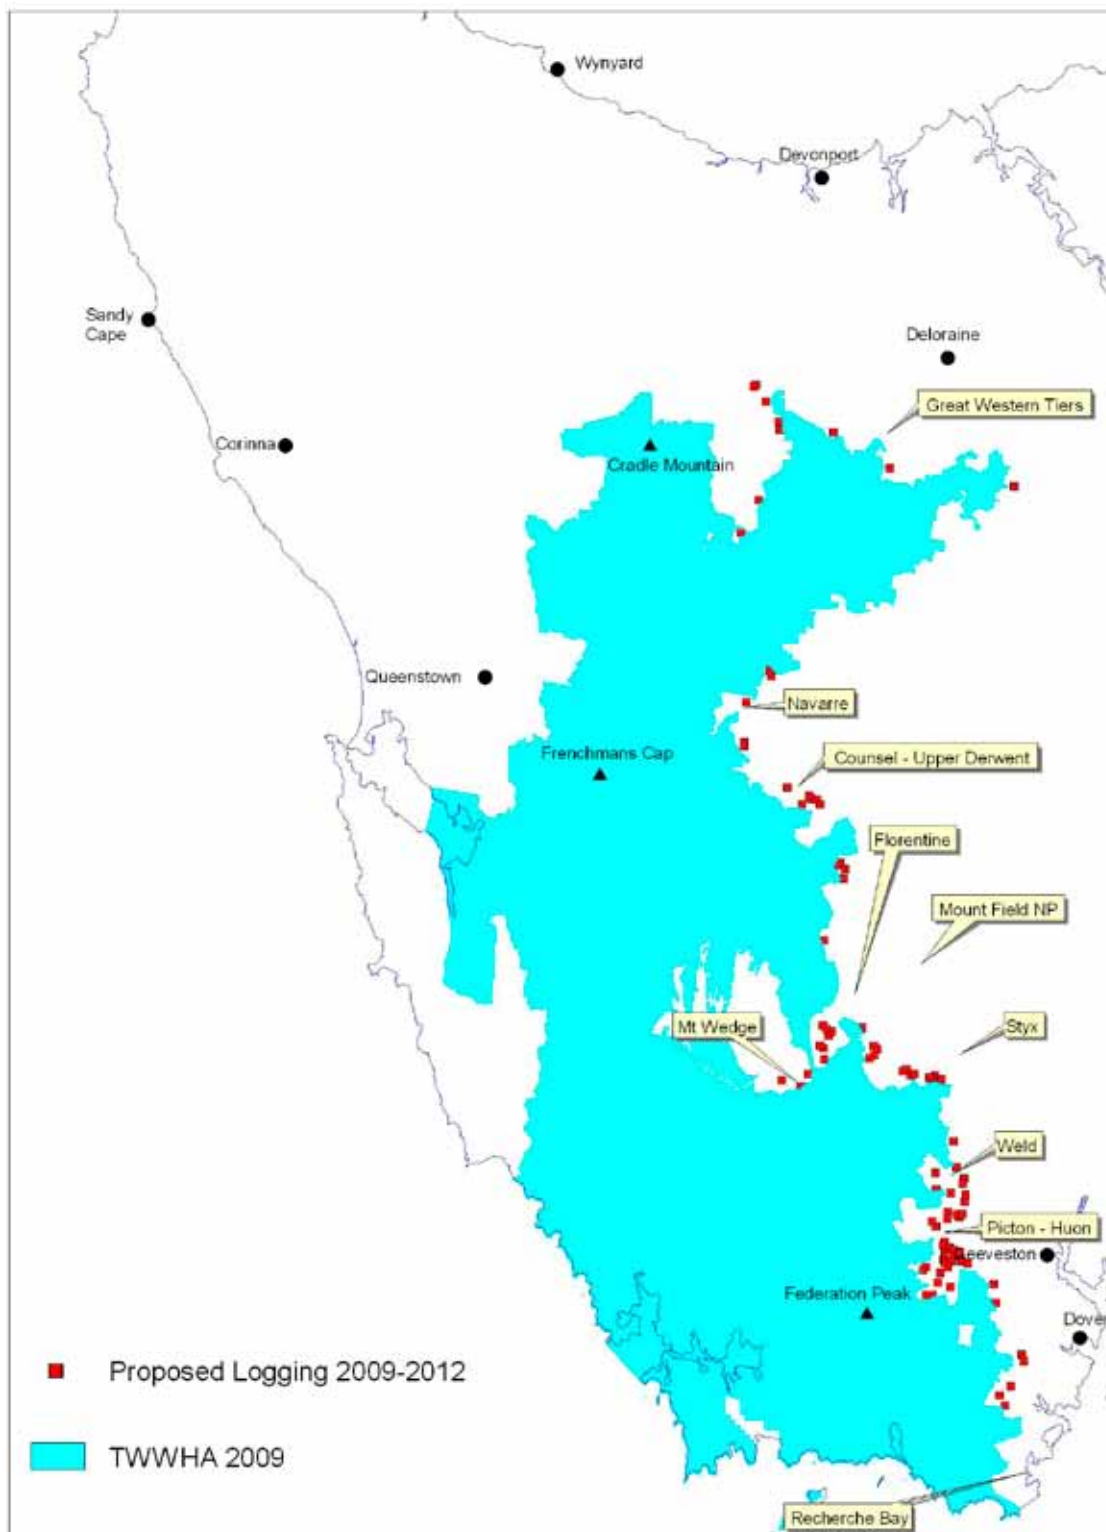 Wynyard
Devonport
Sandy
Cape
Deloraine
Great Western Tiers
Corinna
Cradle Mountain
Queenstown
Navarre
Frenchmans Cap
Counsel - Upper Derwent
Florentine
Mount Field NP
Mt Wedge
Styx
Weld
Picton - Huon
Geeveston
Federation Peak
Dover
Proposed Logging 2009-2012
TWWHA 2009
Recherche Bay